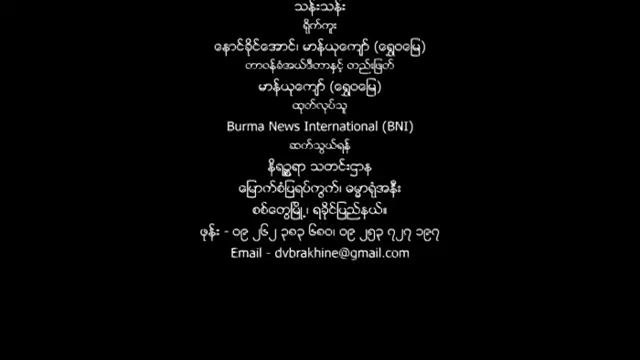 သန်းသန်း
ရိုက်ကူး
နောင်ခိုင်အောင်၊ မာန်ယုကျော် (ရွှေဝမြေ)
တာဝန်ခံအယ်ဒီတာနှင့် တည်းဖြတ်
မာန်ယုကျော် (ရွှေဝမြေ)
ထုတ်လုပ်သူ
Burma News International (BNI)
ဆက်သွယ်ရန်
နိရဉ္စရာ သတင်းဌာန
မြောက်စံပြရပ်ကွက်၊ ဓမ္မာရုံအနီး
စစ်တွေမြို့၊ ရခိုင်ပြည်နယ်။
ဖုန်း - ၀၉ ၂၆၂ ၃၈၃ ၆၈၀၊ ၀၉ ၂၅၃ ၇၂၇ ၁၉၇
Email - dvbrakhine@gmail.com